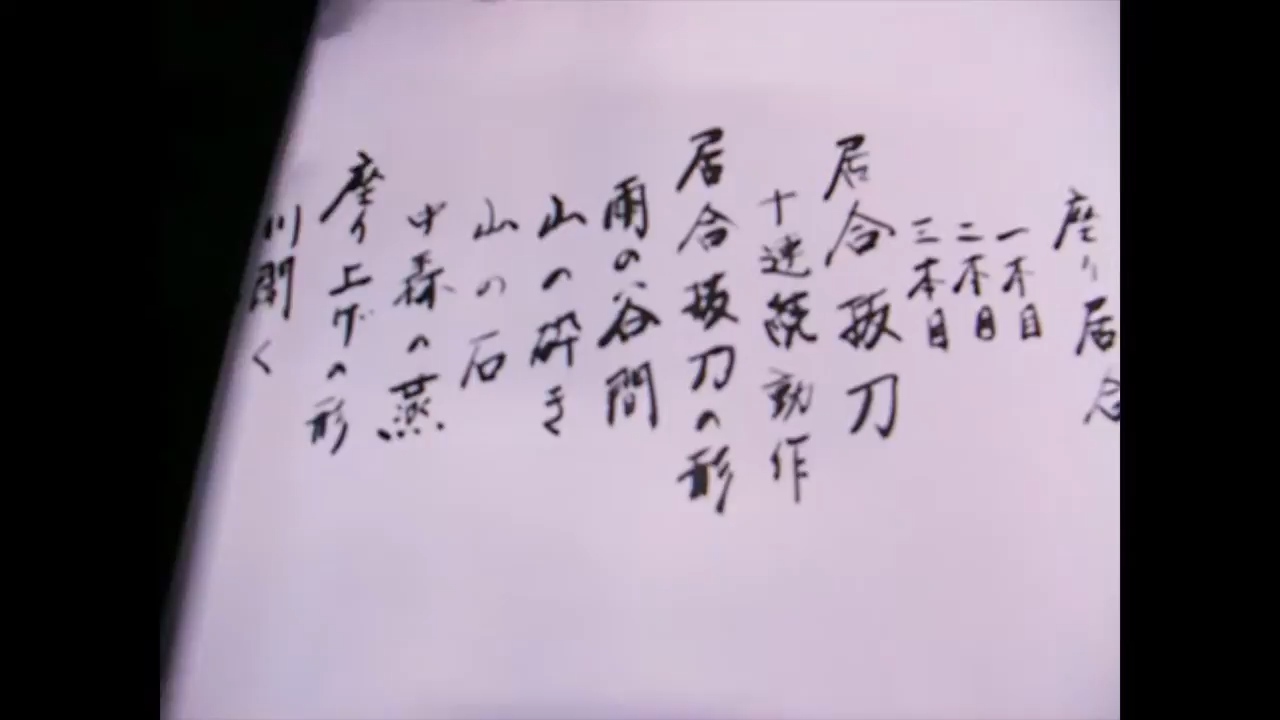 座り居合
一本目
二本目
三本目
居合抜刀
十連続動作
居合抜刀の形
雨の谷間
山の砕き
山の石
中森の燕
座り上げの形
川開く